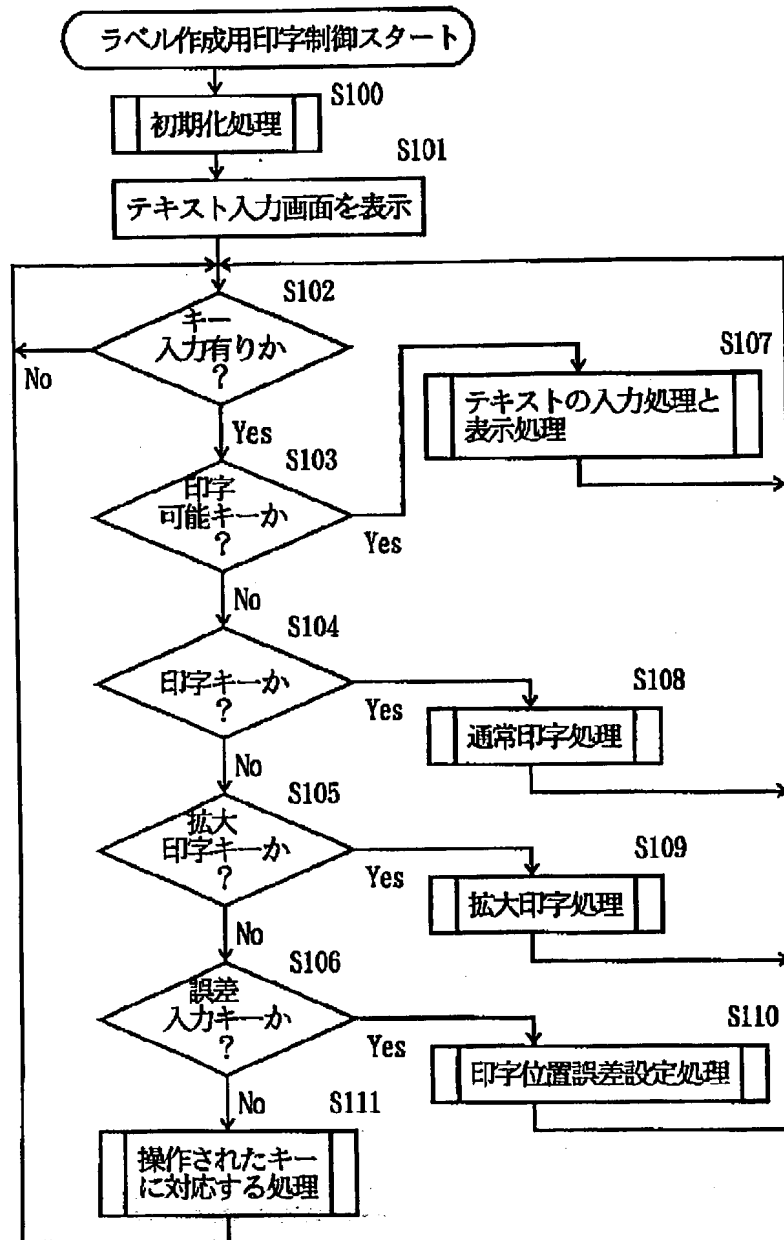 ラベル作成用印字制御スタート
S100
初期化処理
S101
テキスト入力画面を表示
S102
キー
入力有りか
?
No
Yes
S107
テキストの入力処理と
表示処理
S103
印字
可能キーか
?
Yes
No
S104
印字キーか
?
Yes
No
S108
通常印字処理
S105
拡大
印字キーか
?
Yes
No
S109
拡大印字処理
S106
誤差
入力キーか
?
Yes
No
S110
印字位置誤差設定処理
S111
操作されたキー
に対応する処理